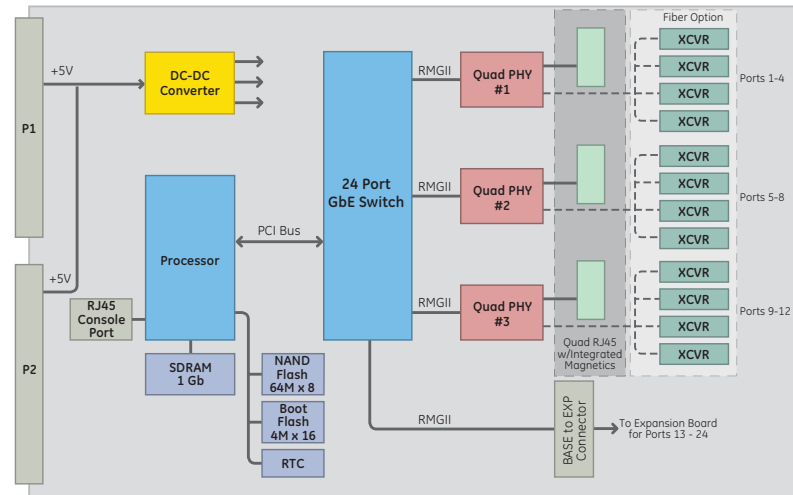 Fiber Option
+5V
DC-DC
Converter
P1
24 Port
GbE Switch
RMGII
Quad PHY
#1
XCVR
XCVR
XCVR
XCVR
Ports 1-4
RMGII
Quad PHY
#2
XCVR
XCVR
XCVR
XCVR
Ports 5-8
Processor
PCI Bus
+5V
P2
RJ45
Console
Port
RMGII
Quad PHY
#3
XCVR
XCVR
XCVR
XCVR
Ports 9-12
Quad RJ45
w/Integrated
Magnetics
SDRAM
1 Gb
NAND
Flash
64M x 8
Boot
Flash
4M x 16
RTC
RMGII
BASE to EXP
Connector
To Expansion Board
for Ports 13 - 24